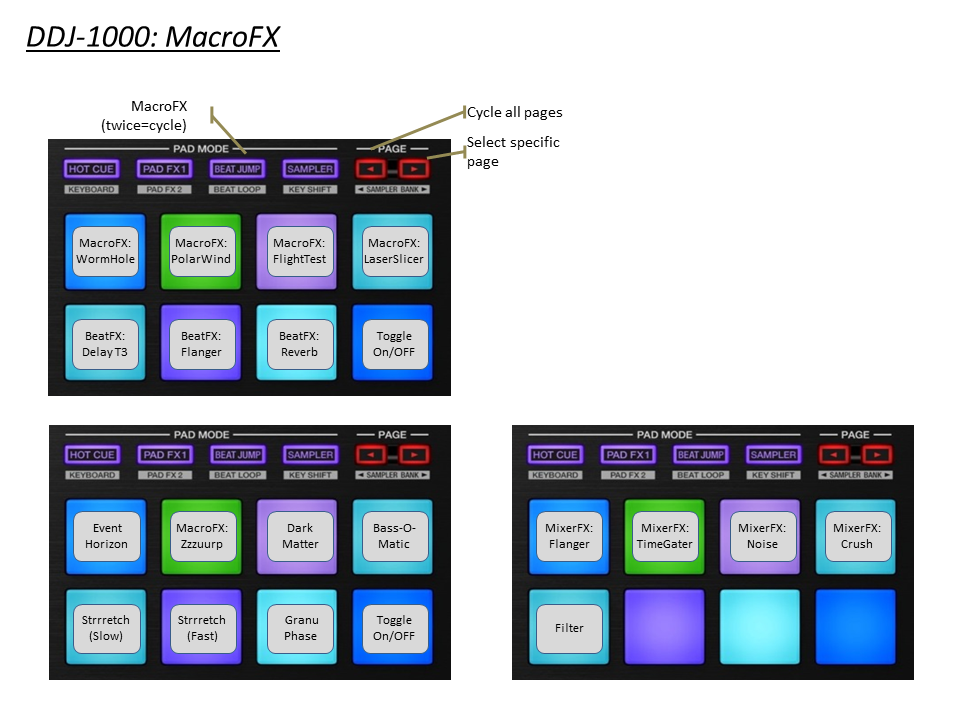 DDJ-1000: MacroFX
MacroFX
(twice=cycle)
Cycle all pages
Select specific
page
PAD MODE
PAGE
HOT CUE
PAD FX1
BEAT JUMP
SAMPLER
◄
►
KEYBOARD
PAD FX 2
BEAT LOOP
KEY SHIFT
◄ SAMPLER BANK ►
MacroFX:
WormHole
MacroFX:
PolarWind
MacroFX:
FlightTest
MacroFX:
LaserSlicer
BeatFX:
Delay T3
BeatFX:
Flanger
BeatFX:
Reverb
Toggle
On/OFF
PAD MODE
PAGE
HOT CUE
PAD FX1
BEAT JUMP
SAMPLER
◄
►
KEYBOARD
PAD FX 2
BEAT LOOP
KEY SHIFT
◄ SAMPLER BANK ►
Event
Horizon
MacroFX:
Zzzuurp
Dark
Matter
Bass-O-
Matic
Strrretch
(Slow)
Strrretch
(Fast)
Granu
Phase
Toggle
On/OFF
PAD MODE
PAGE
HOT CUE
PAD FX1
BEAT JUMP
SAMPLER
◄
►
KEYBOARD
PAD FX 2
BEAT LOOP
KEY SHIFT
◄ SAMPLER BANK ►
MixerFX:
Flanger
MixerFX:
TimeGater
MixerFX:
Noise
MixerFX:
Crush
Filter